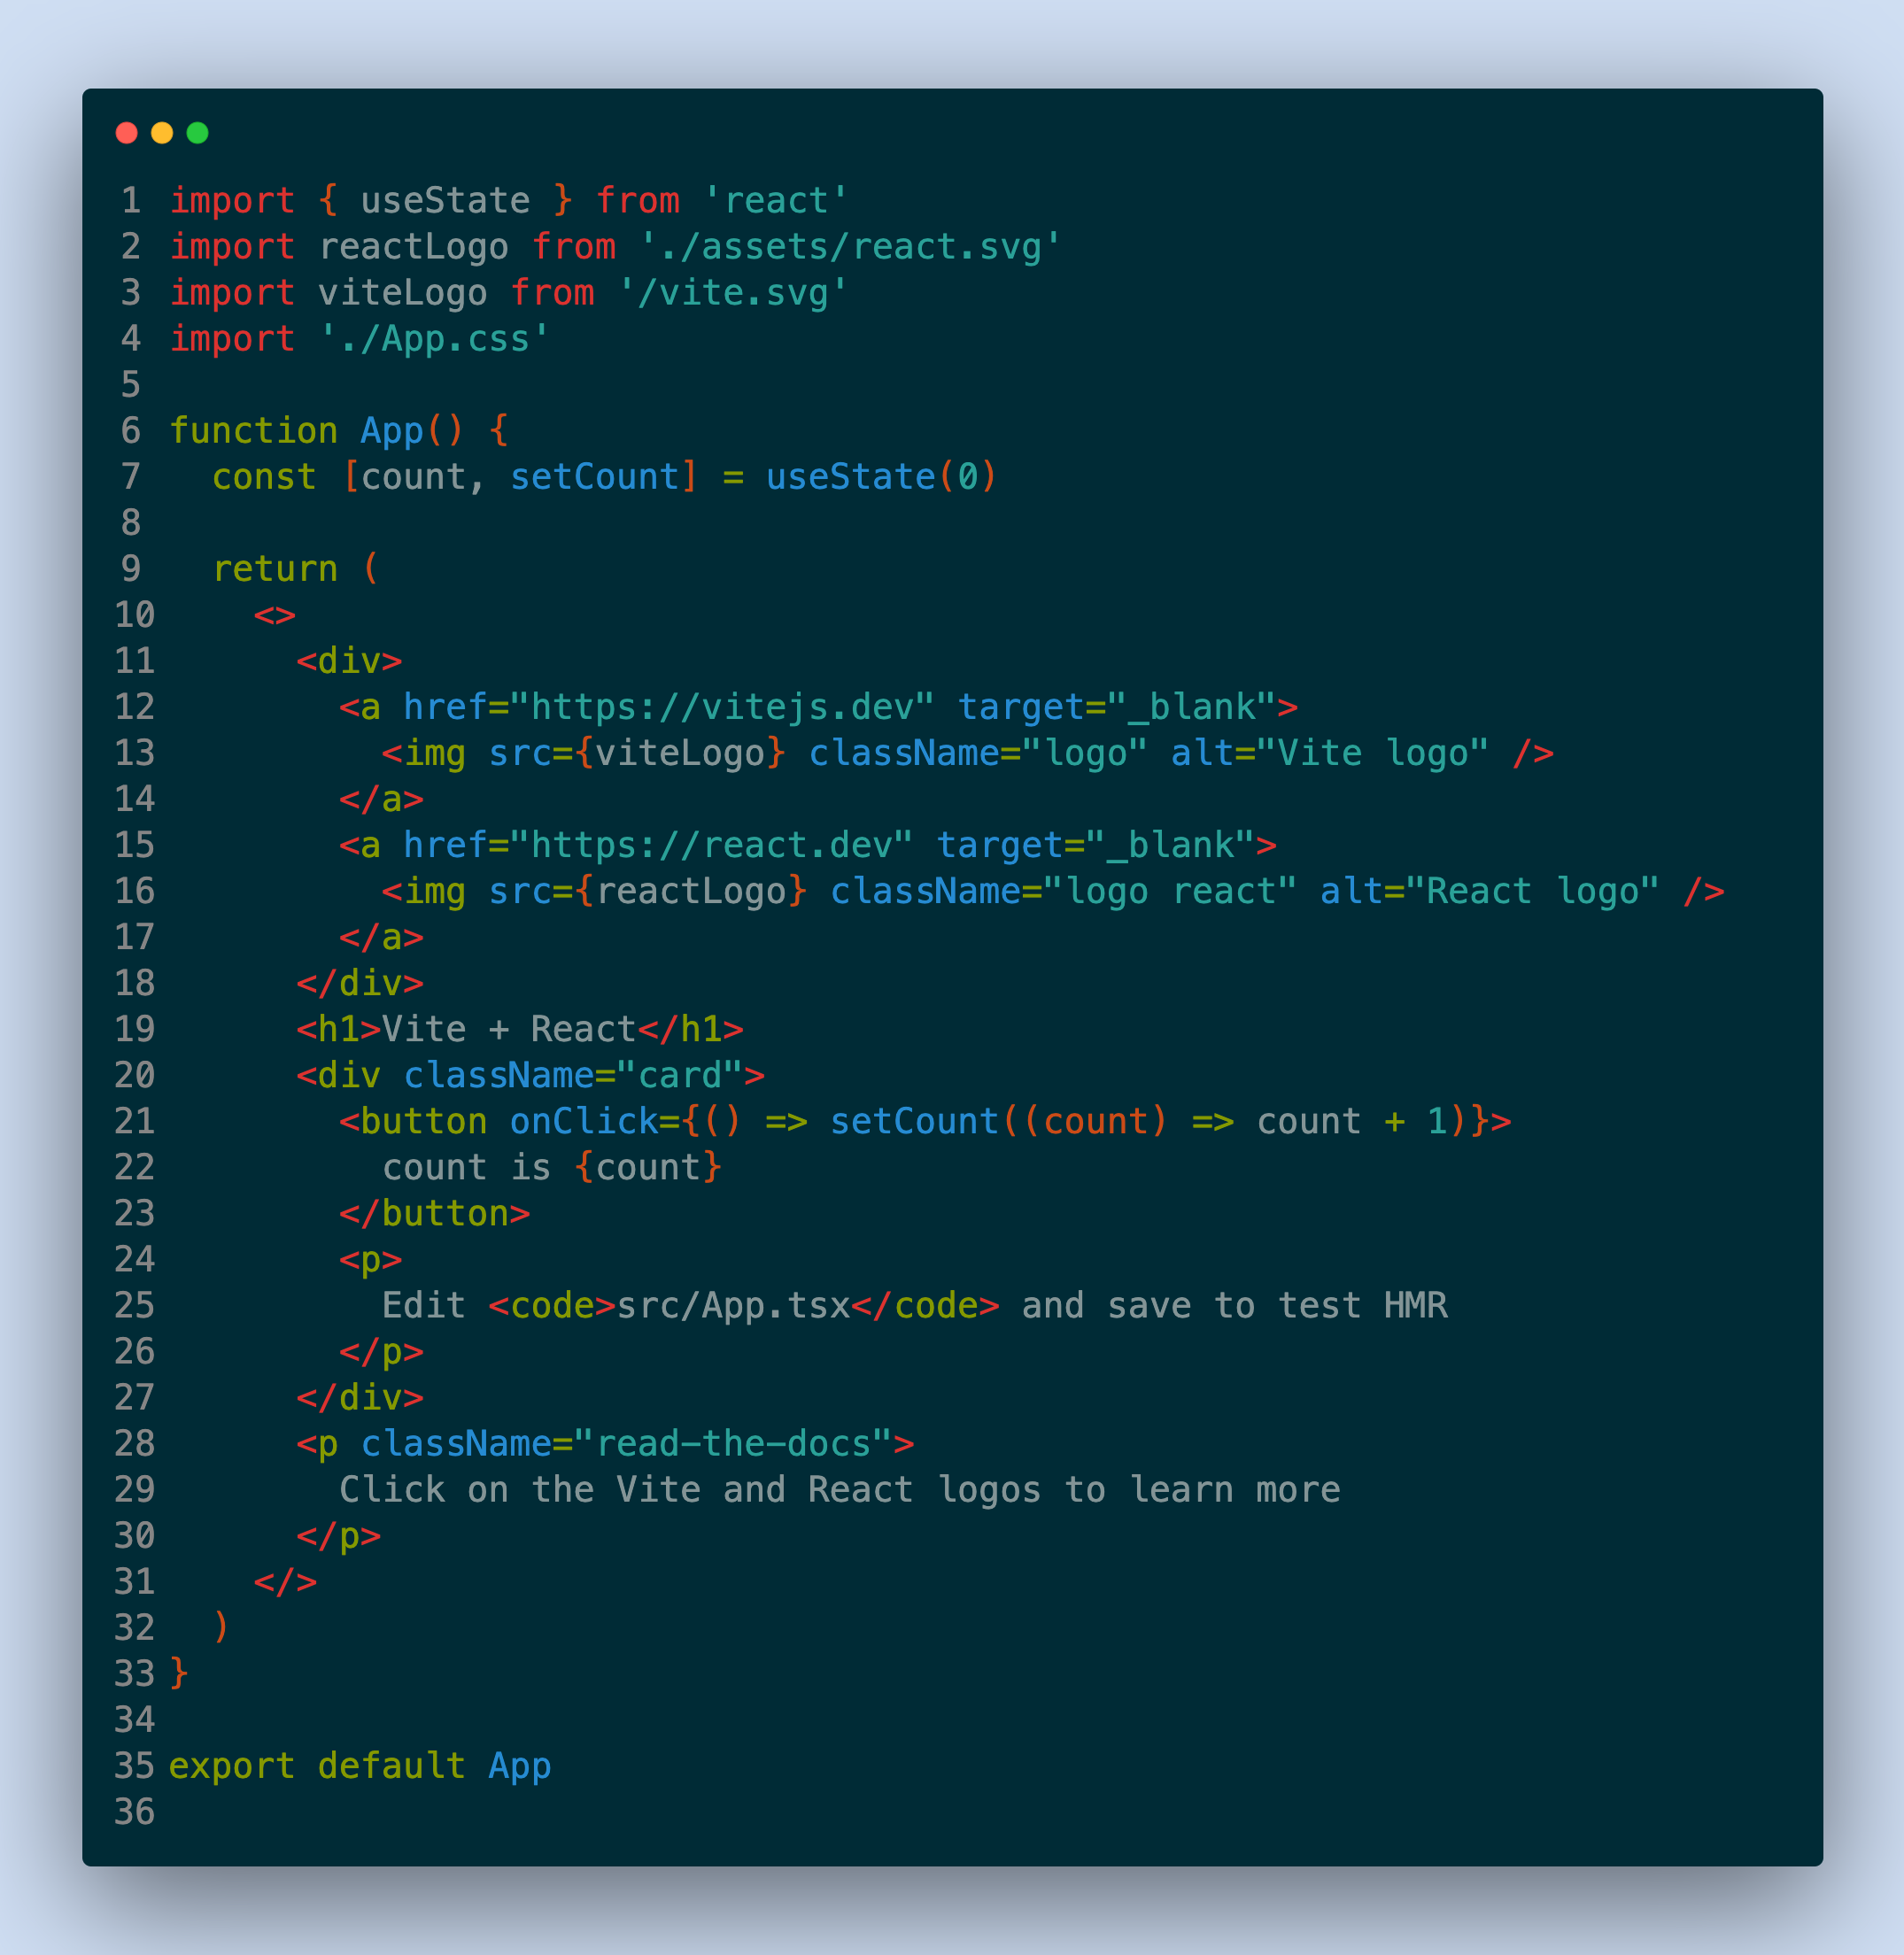 1 import { useState } from 'react'
2 import reactLogo from './assets/react.svg'
3 import viteLogo from '/vite.svg'
4 import './App.css'
5
6 function App() {
7   const [count, setCount] = useState(0)
8
9   return (
10     <>
11       <div>
12         <a href="https://vitejs.dev" target="_blank">
13           <img src={viteLogo} className="logo" alt="Vite logo" />
14         </a>
15         <a href="https://react.dev" target="_blank">
16           <img src={reactLogo} className="logo react" alt="React logo" />
17         </a>
18       </div>
19       <h1>Vite + React</h1>
20       <div className="card">
21         <button onClick={() => setCount((count) => count + 1)}>
22           count is {count}
23         </button>
24         <p>
25           Edit <code>src/App.tsx</code> and save to test HMR
26         </p>
27       </div>
28       <p className="read-the-docs">
29         Click on the Vite and React logos to learn more
30       </p>
31     </>
32   )
33 }
34
35 export default App
36